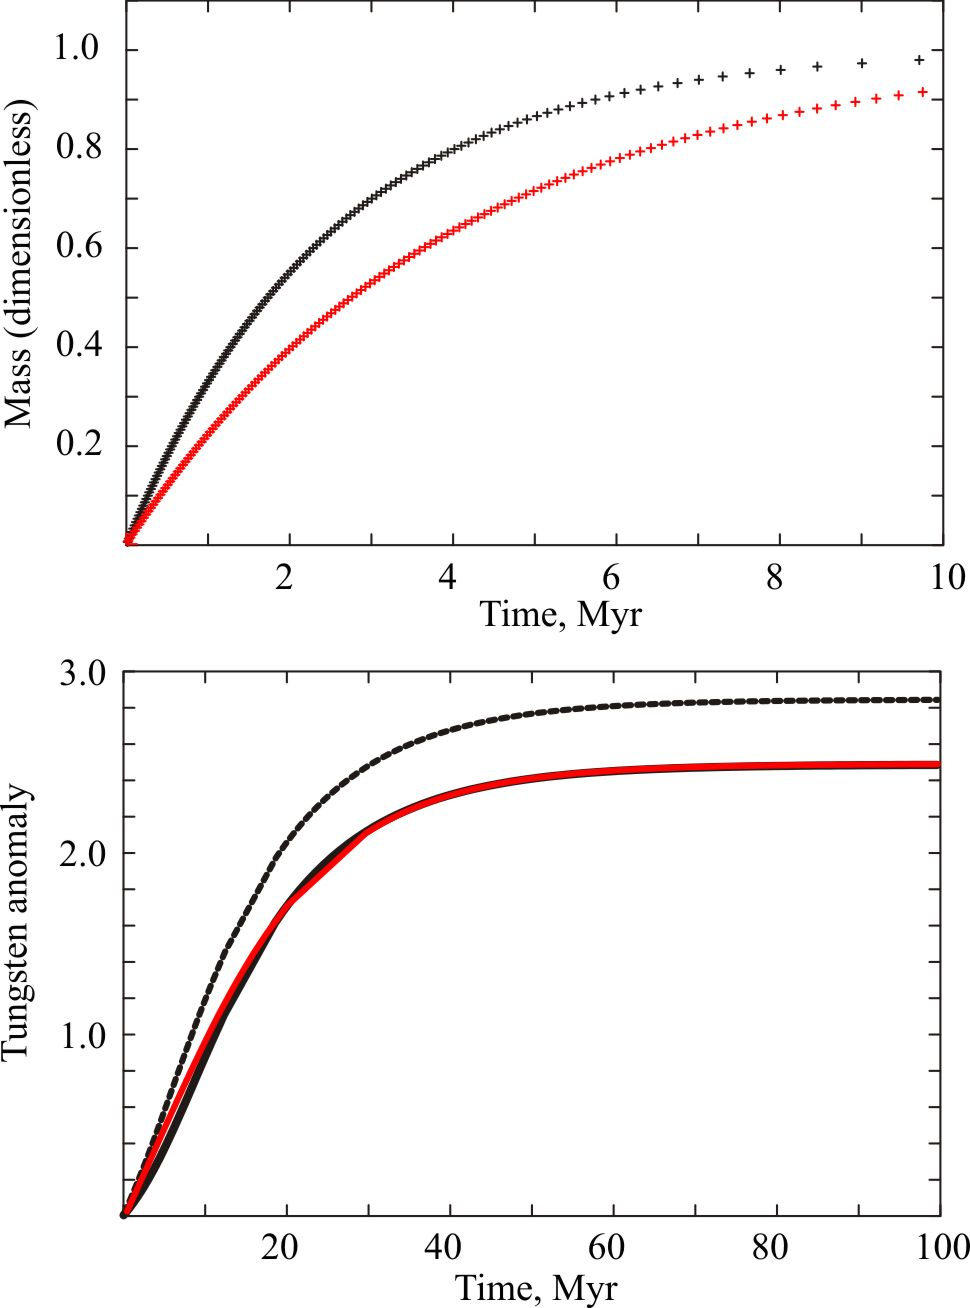 1.0
0.8
0.6
0.4
0.2
Mass (dimensionless)
2 4 6 8 10
Time, Myr
3.0
2.0
1.0
Tungsten anomaly
20 40 60 80 100
Time, Myr